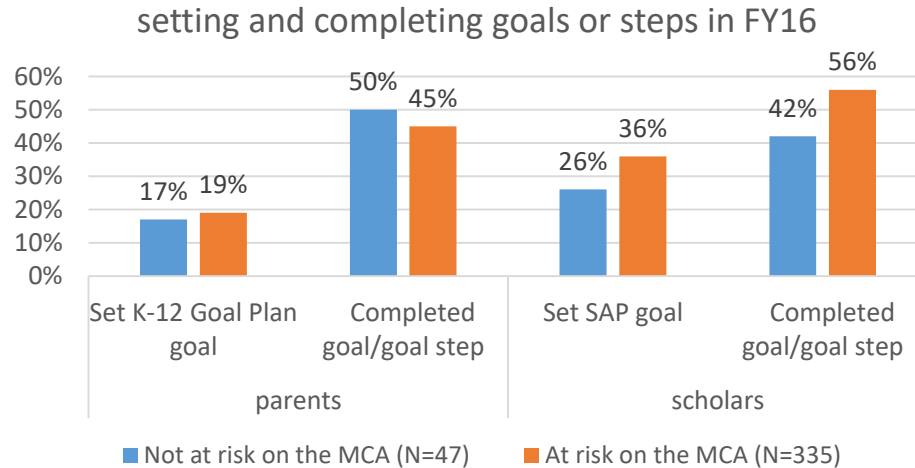 setting and completing goals or steps in FY16
60%
50%
40%
30%
20%
10%
0%
17%
19%
50%
45%
26%
36%
42%
56%
Set K-12 Goal Plan
goal
Completed
goal/goal step
Set SAP goal
Completed
goal/goal step
parents
scholars
Not at risk on the MCA (N=47)
At risk on the MCA (N=335)